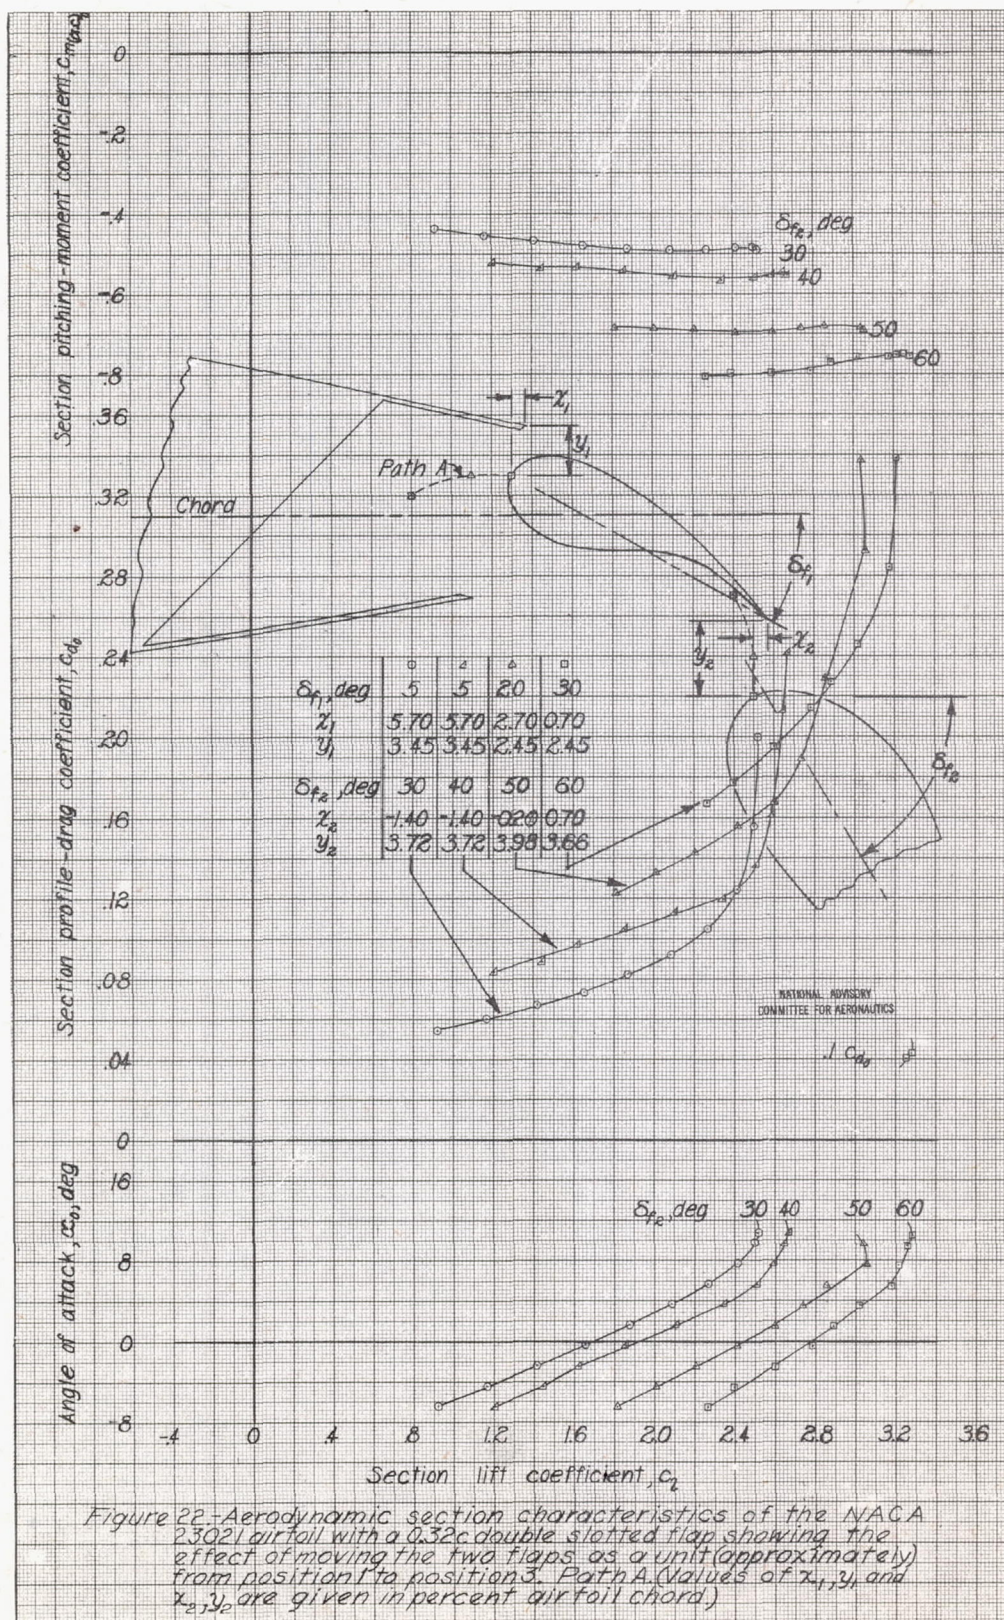 Section pitching-moment coefficient, cm(a.c.)0
0
-.2
-.4
-.6
-.8
δf2, deg
30
40
50
60
Section profile-drag coefficient, cd0
.36
.32
.28
.24
.20
.16
.12
.08
.04
0
x1
y1
Path A
Chord
δf1
x2
y2
δf2
δf1, deg 5 5 20 30
x1 5.70 5.70 2.70 0.70
y1 3.45 3.45 2.45 2.45
δf2, deg 30 40 50 60
x2 -1.40 -1.40 -0.20 0.70
y2 3.72 3.72 3.98 3.66
NATIONAL ADVISORY
COMMITTEE FOR AERONAUTICS
.1 cd0
Angle of attack, α0, deg
16
8
0
-8
δf2, deg 30 40 50 60
-.4 0 .4 .8 1.2 1.6 2.0 2.4 2.8 3.2 3.6
Section lift coefficient, cl
Figure 22.-Aerodynamic section characteristics of the NACA
23021 airfoil with a 0.32c double slotted flap showing the
effect of moving the two flaps as a unit (approximately)
from position 1 to position 3. Path A. (Values of x1, y1 and
x2, y2 are given in percent airfoil chord)